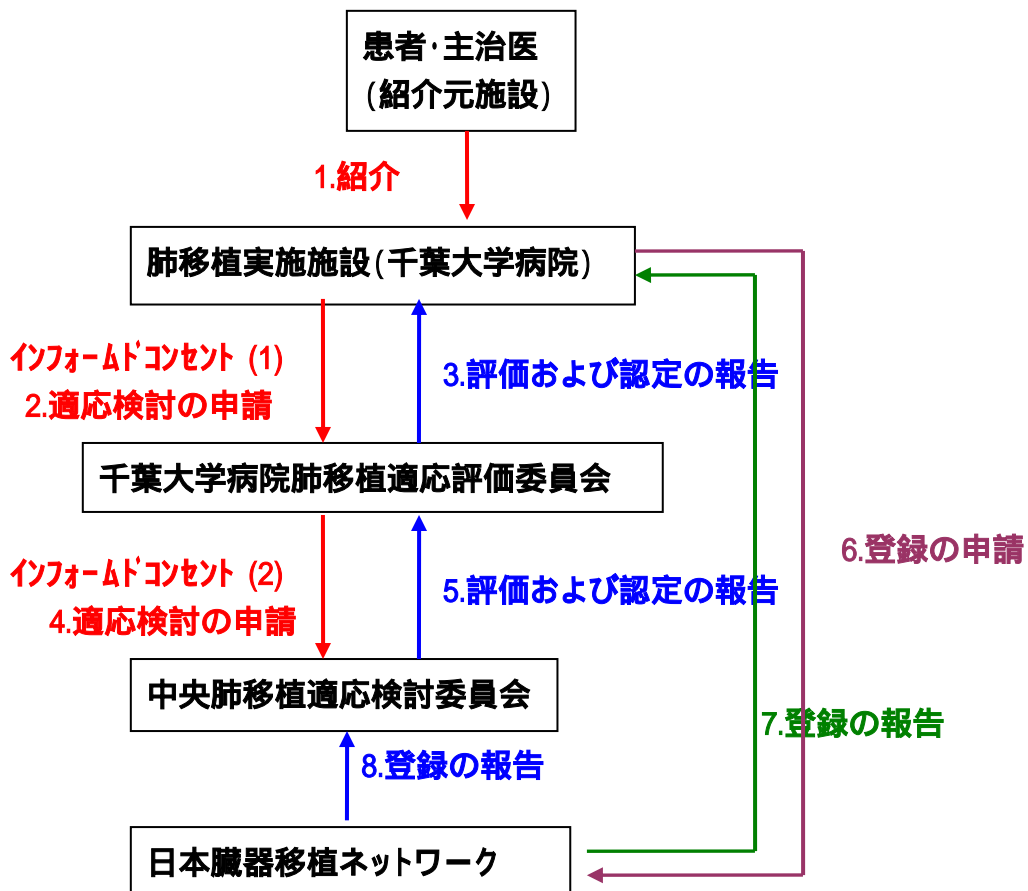 患者・主治医
(紹介元施設)
1.紹介
肺移植実施施設(千葉大学病院)
インフォームドコンセント (1)
2.適応検討の申請
3.評価および認定の報告
千葉大学病院肺移植適応評価委員会
インフォームドコンセント (2)
4.適応検討の申請
5.評価および認定の報告
6.登録の申請
中央肺移植適応検討委員会
7.登録の報告
8.登録の報告
日本臓器移植ネットワーク